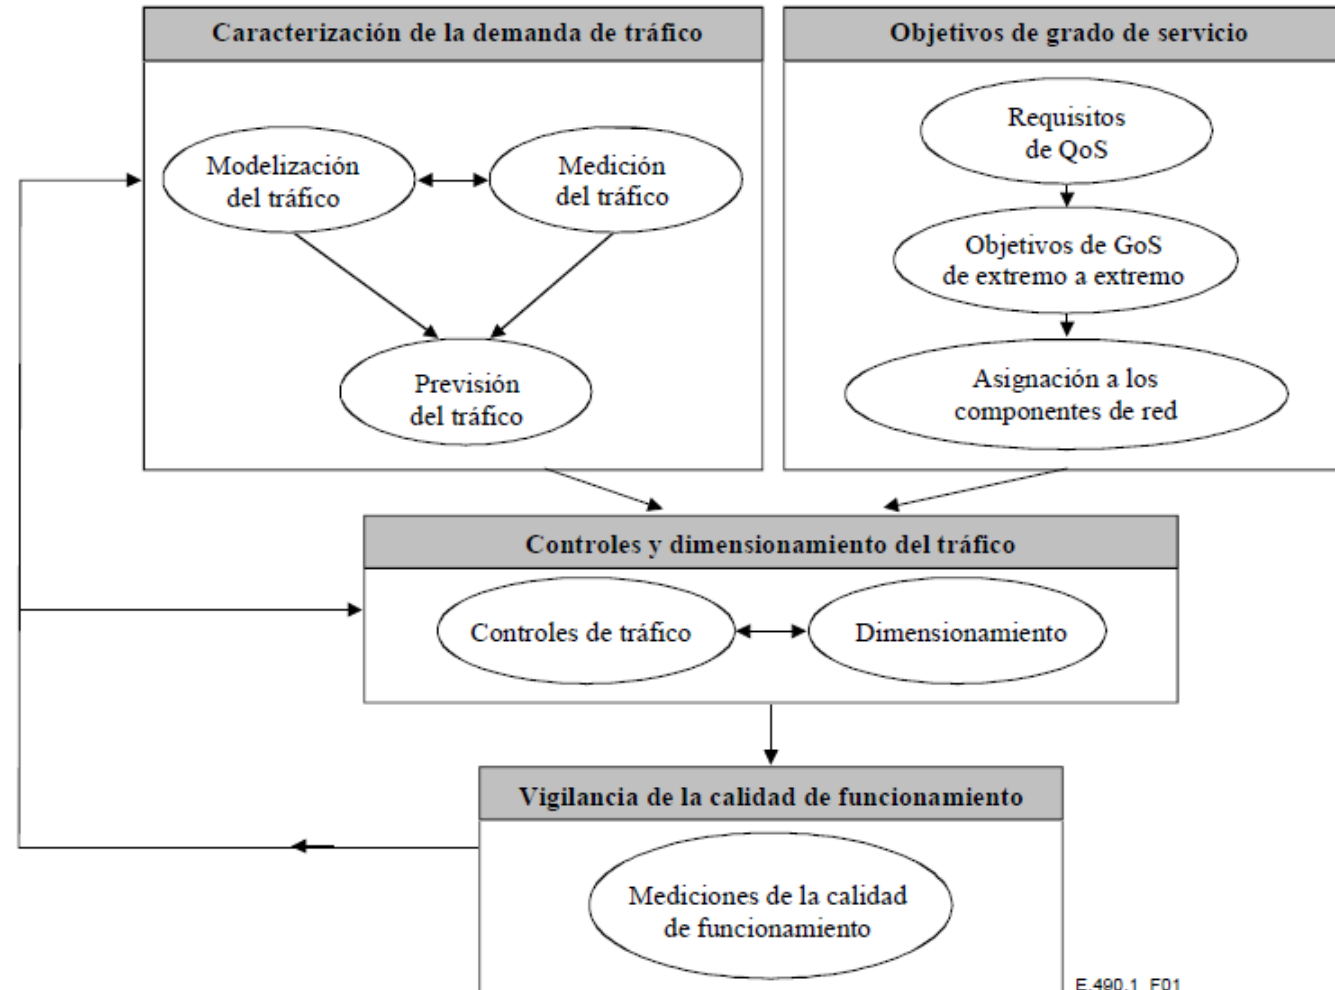 Caracterización de la demanda de tráfico
Modelización
del tráfico
Medición
del tráfico
Previsión
del tráfico
Objetivos de grado de servicio
Requisitos
de QoS
Objetivos de GoS
de extremo a extremo
Asignación a los
componentes de red
Controles y dimensionamiento del tráfico
Controles de tráfico
Dimensionamiento
Vigilancia de la calidad de funcionamiento
Mediciones de la calidad
de funcionamiento
E.490.1_F01